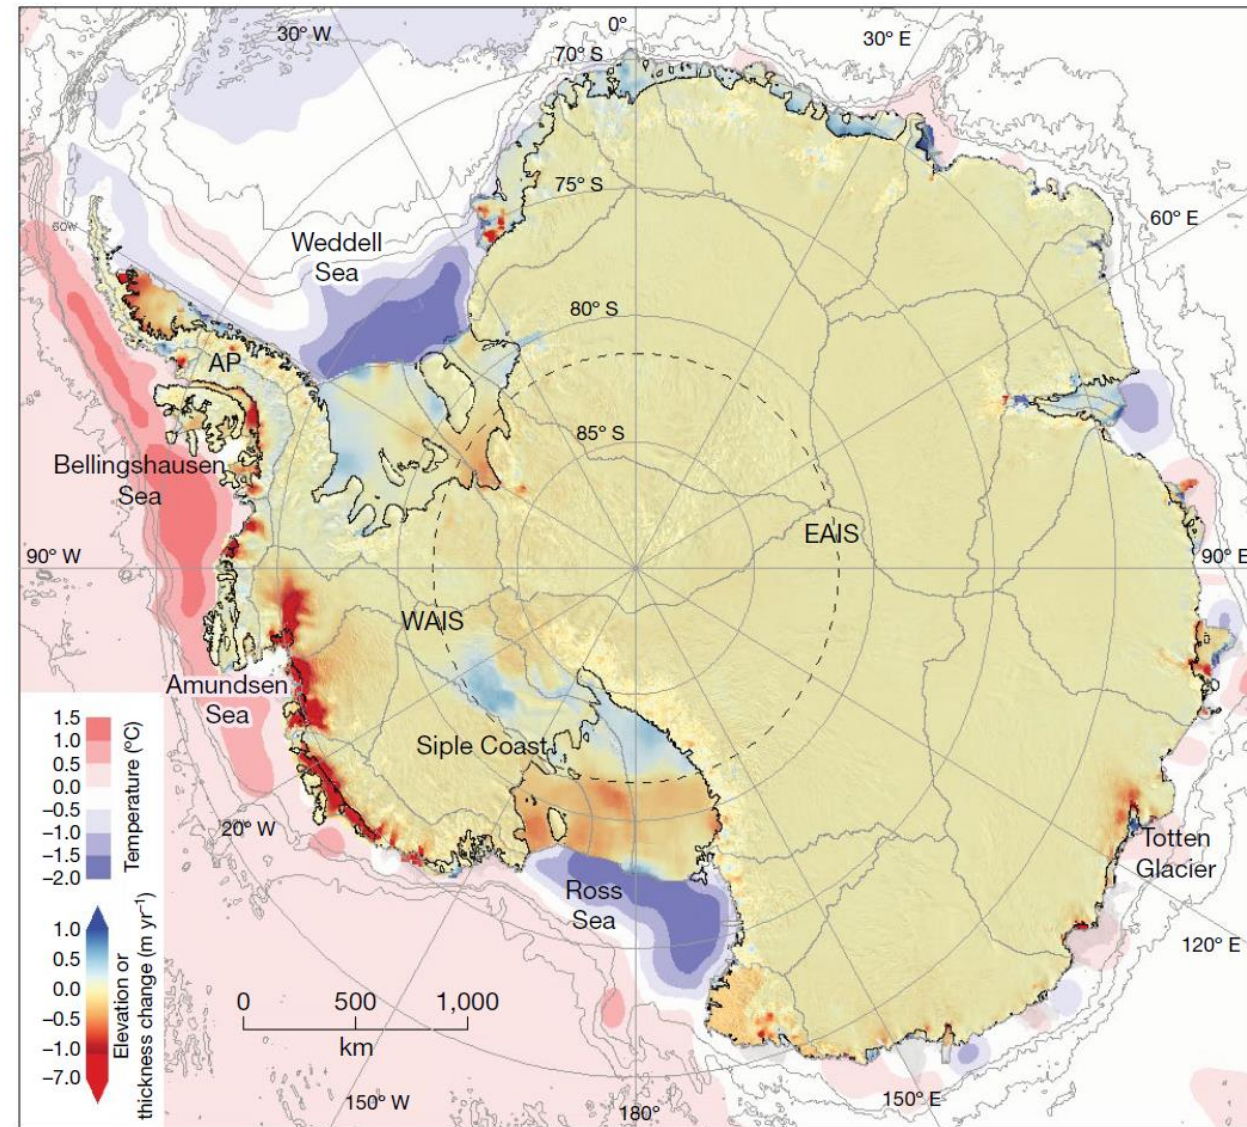 30° W
0°
30° E
70° S
75° S
60° E
60W
Weddell
Sea
80° S
AP
85° S
Bellingshausen
Sea
EAIS
90° W
90° E
WAIS
Amundsen
Sea
Siple Coast
20° W
Totten
Glacier
Ross
Sea
120° E
1.5
1.0
0.5
0.0
−0.5
−1.0
−1.5
−2.0
Temperature (°C)
1.0
0.5
0.0
−0.5
−1.0
−7.0
Elevation or
thickness change (m yr⁻¹)
0 500 1,000
km
150° W
180°
150° E